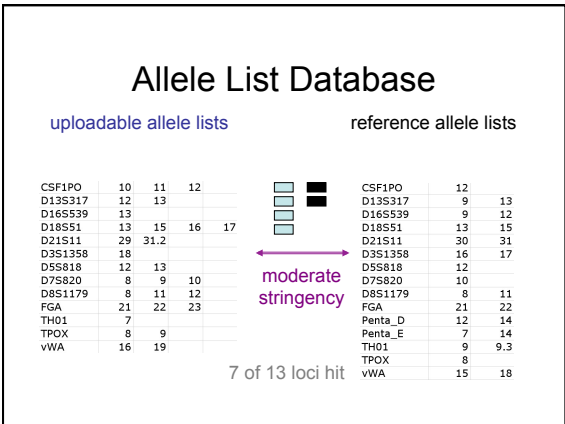 Allele List Database
uploadable allele lists
reference allele lists
CSF1PO 10 11 12
D13S317 12 13
D16S539 13
D18S51 13 15 16 17
D21S11 29 31.2
D3S1358 18
D5S818 12 13
D7S820 8 9 10
D8S1179 8 11 12
FGA 21 22 23
TH01 7
TPOX 8 9
vWA 16 19
moderate
stringency
7 of 13 loci hit
CSF1PO 12
D13S317 9 13
D16S539 9 12
D18S51 13 15
D21S11 30 31
D3S1358 16 17
D5S818 12
D7S820 10
D8S1179 8 11
FGA 21 22
Penta_D 12 14
Penta_E 7 14
TH01 9 9.3
TPOX 8
vWA 15 18